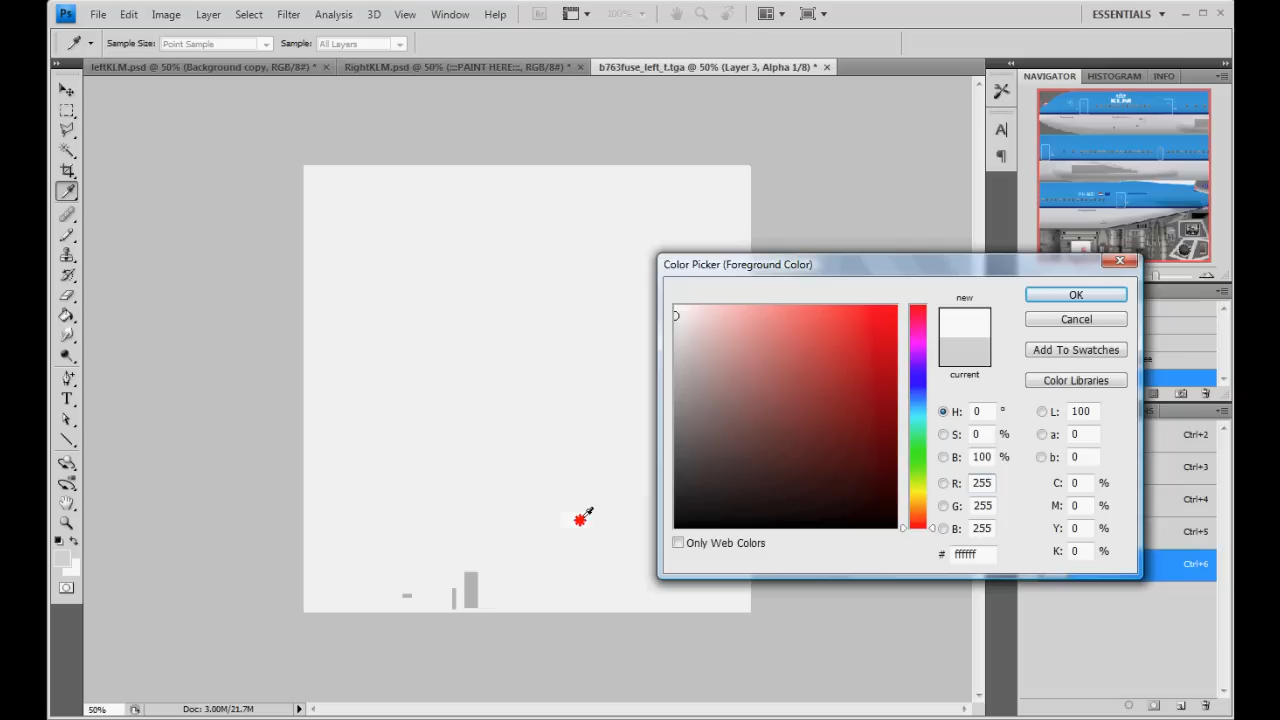 Ps File Edit Image Layer Select Filter Analysis 3D View Window Help Br 100% ESSENTIALS
Sample Size: Point Sample Sample: All Layers
leftKLM.psd @ 50% (Background copy, RGB/8#) * RightKLM.psd @ 50% (:::PAINT HERE:::, RGB/8#) * b763fuse_left_t.tga @ 50% (Layer 3, Alpha 1/8) *
NAVIGATOR HISTOGRAM INFO
KLM
Color Picker (Foreground Color)
new
current
OK
Cancel
Add To Swatches
Color Libraries
H: 0 ° L: 100
S: 0 % a: 0
B: 100 % b: 0
R: 255 C: 0 %
G: 255 M: 0 %
B: 255 Y: 0 %
# ffffff K: 0 %
Only Web Colors
Ctrl+2
Ctrl+3
Ctrl+4
Ctrl+5
Ctrl+6
50% Doc: 3.00M/21.7M